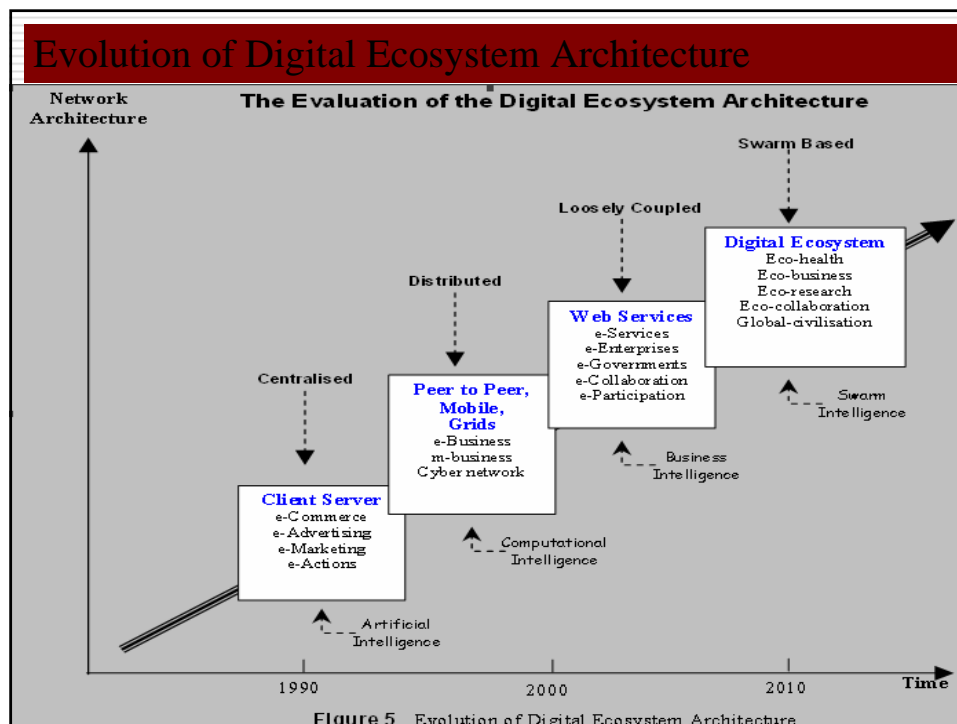 Evolution of Digital Ecosystem Architecture
Network
Architecture
The Evaluation of the Digital Ecosystem Architecture
Swarm Based
Loosely Coupled
Distributed
Centralised
Digital Ecosystem
Eco-health
Eco-business
Eco-research
Eco-collaboration
Global-civilisation
Web Services
e-Services
e-Enterprises
e-Governments
e-Collaboration
e-Participation
Peer to Peer,
Mobile,
Grids
e-Business
m-business
Cyber network
Client Server
e-Commerce
e-Advertising
e-Marketing
e-Actions
Swarm
Intelligence
Business
Intelligence
Computational
Intelligence
Artificial
Intelligence
1990
2000
2010
Time
Figure 5 Evolution of Digital Ecosystem Architecture